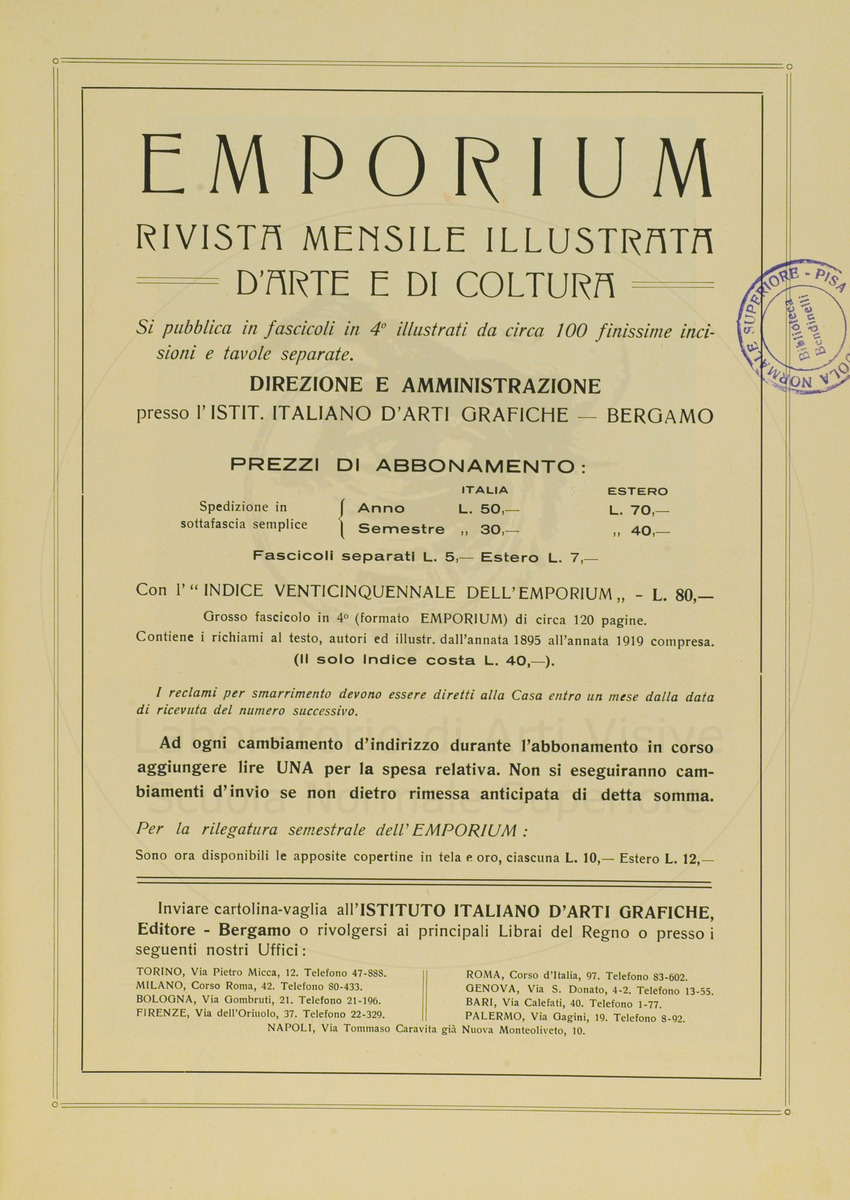 EMPORIUM
RIVISTA MENSILE ILLUSTRATA
D'ARTE E DI COLTURA
Si pubblica in fascicoli in 4º illustrati da circa 100 finissime inci-
sioni e tavole separate.
DIREZIONE E AMMINISTRAZIONE
presso l'ISTIT. ITALIANO D'ARTI GRAFICHE — BERGAMO
PREZZI DI ABBONAMENTO:
ITALIA ESTERO
Spedizione in sottafascia semplice
Anno L. 50,— L. 70,—
Semestre „ 30,— „ 40,—
Fascicoli separati L. 5,— Estero L. 7,—
Con l' “ INDICE VENTICINQUENNALE DELL'EMPORIUM „ - L. 80,—
Grosso fascicolo in 4º (formato EMPORIUM) di circa 120 pagine.
Contiene i richiami al testo, autori ed illustr. dall'annata 1895 all'annata 1919 compresa.
(Il solo Indice costa L. 40,—).
I reclami per smarrimento devono essere diretti alla Casa entro un mese dalla data
di ricevuta del numero successivo.
Ad ogni cambiamento d'indirizzo durante l'abbonamento in corso
aggiungere lire UNA per la spesa relativa. Non si eseguiranno cam-
biamenti d'invio se non dietro rimessa anticipata di detta somma.
Per la rilegatura semestrale dell'EMPORIUM :
Sono ora disponibili le apposite copertine in tela e oro, ciascuna L. 10,— Estero L. 12,—
Inviare cartolina-vaglia all'ISTITUTO ITALIANO D'ARTI GRAFICHE,
Editore - Bergamo o rivolgersi ai principali Librai del Regno o presso i
seguenti nostri Uffici :
TORINO, Via Pietro Micca, 12. Telefono 47-888.
MILANO, Corso Roma, 42. Telefono 80-433.
BOLOGNA, Via Gombruti, 21. Telefono 21-196.
FIRENZE, Via dell'Oriuolo, 37. Telefono 22-329.
ROMA, Corso d'Italia, 97. Telefono 83-602.
GENOVA, Via S. Donato, 4-2. Telefono 13-55.
BARI, Via Calefati, 40. Telefono 1-77.
PALERMO, Via Gagini, 19. Telefono 8-92.
NAPOLI, Via Tommaso Caravita già Nuova Monteoliveto, 10.
OLA NORMALE SUPERIORE - PISA
Biblioteca